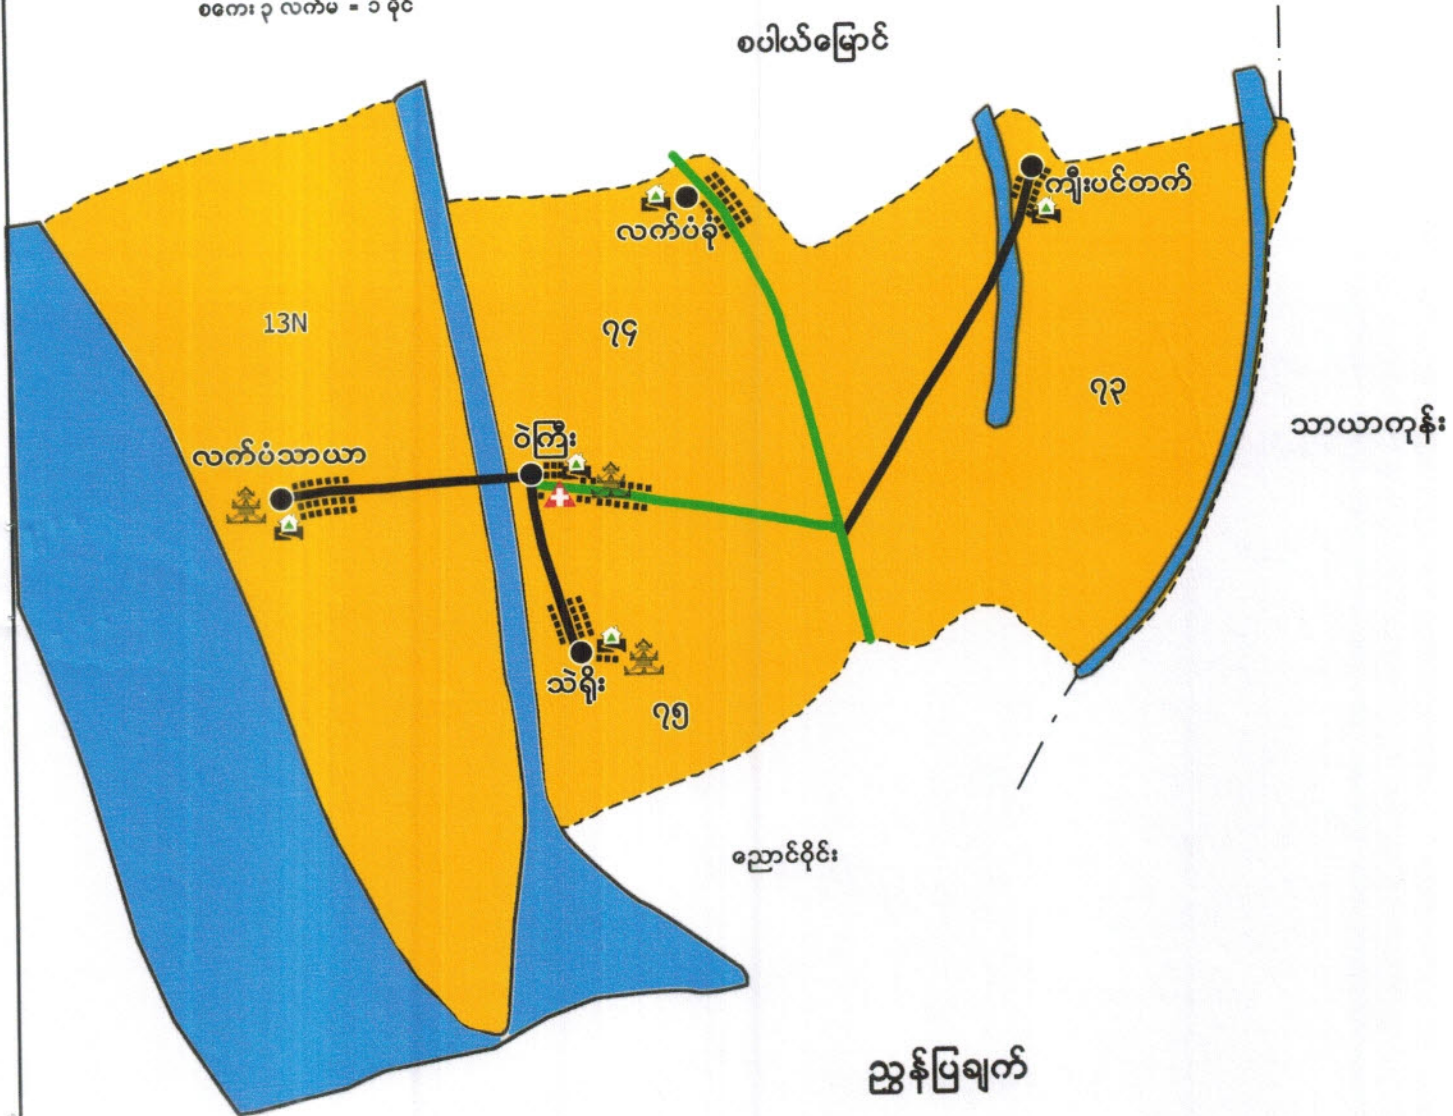 စကေး ၃ လက်မ = ၁ မိုင်
စပါယ်မြောင်
ကျီးပင်တက်
လက်ပံခုံ
13N
၇၄
၇၃
သာယာကုန်း
ဝဲကြီး
လက်ပံသာယာ
သဲရိုး
၇၅
ညောင်ဝိုင်း
ညွှန်ပြချက်